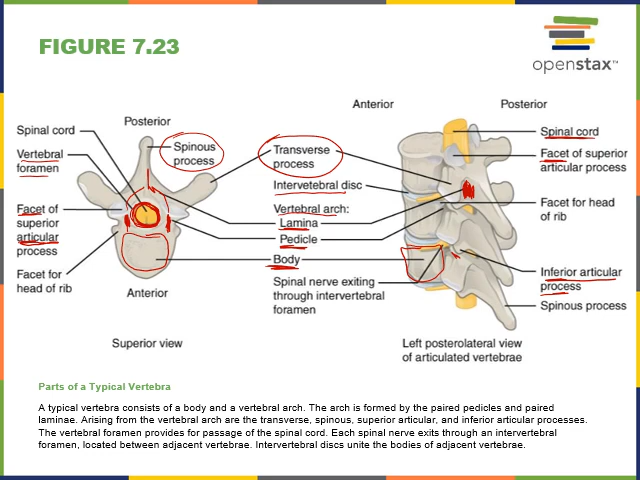 FIGURE 7.23
openstax™
Anterior
Posterior
Posterior
Spinal cord
Vertebral
foramen
Facet of
superior
articular
process
Facet for
head of rib
Spinous
process
Anterior
Superior view
Transverse
process
Intervetebral disc
Vertebral arch:
Lamina
Pedicle
Body
Spinal nerve exiting
through intervertebral
foramen
Spinal cord
Facet of superior
articular process
Facet for head
of rib
Inferior articular
process
Spinous process
Left posterolateral view
of articulated vertebrae
Parts of a Typical Vertebra
A typical vertebra consists of a body and a vertebral arch. The arch is formed by the paired pedicles and paired
laminae. Arising from the vertebral arch are the transverse, spinous, superior articular, and inferior articular processes.
The vertebral foramen provides for passage of the spinal cord. Each spinal nerve exits through an intervertebral
foramen, located between adjacent vertebrae. Intervertebral discs unite the bodies of adjacent vertebrae.